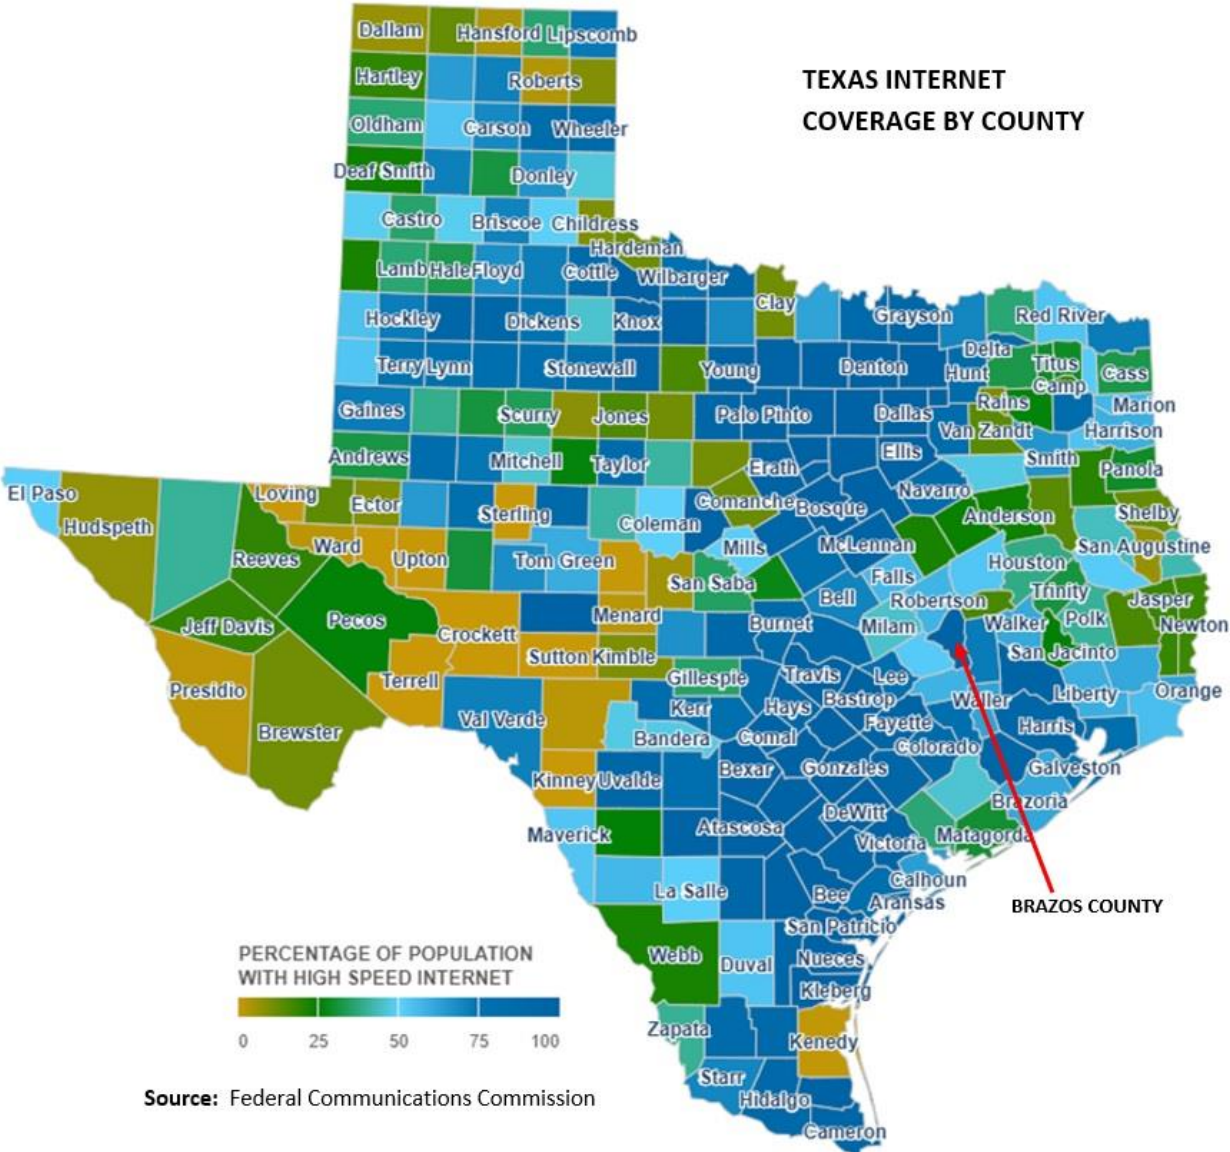 Dallam
Hansford Lipscomb
TEXAS INTERNET
COVERAGE BY COUNTY
Hartley
Roberts
Oldham
Carson
Wheeler
Deaf Smith
Donley
Castro
Briscoe
Childress
Hardeman
Lamb Hale Floyd
Cottle
Wilbarger
Clay
Hockley
Dickens
Knox
Grayson
Red River
Terry Lynn
Stonewall
Young
Denton
Delta
Hunt
Titus
Camp
Cass
Gaines
Scurry
Jones
Palo Pinto
Dallas
Rains
Marion
Van Zandt
Harrison
Andrews
Mitchell
Taylor
Erath
Ellis
Smith
Panola
El Paso
Loving
Ector
Sterling
Coleman
Comanche
Bosque
Navarro
Hudspeth
Anderson
Shelby
Reeves
Ward
Upton
Tom Green
Mills
McLennan
San Augustine
San Saba
Falls
Houston
Jeff Davis
Pecos
Crockett
Menard
Burnet
Bell
Robertson
Milam
Trinity
Walker
Polk
Jasper
Newton
Sutton Kimble
San Jacinto
Presidio
Terrell
Gillespie
Travis
Lee
Waller
Liberty
Orange
Brewster
Val Verde
Kerr
Hays
Bastrop
Fayette
Harris
Bandera
Comal
Colorado
Kinney Uvalde
Bexar
Gonzales
Galveston
Brazoria
Maverick
Atascosa
DeWitt
Victoria
Matagorda
La Salle
Bee
Calhoun
Aransas
BRAZOS COUNTY
San Patricio
Webb
Duval
Nueces
Kleberg
Zapata
Kenedy
Starr
Hidalgo
Cameron
PERCENTAGE OF POPULATION
WITH HIGH SPEED INTERNET
0 25 50 75 100
Source: Federal Communications Commission